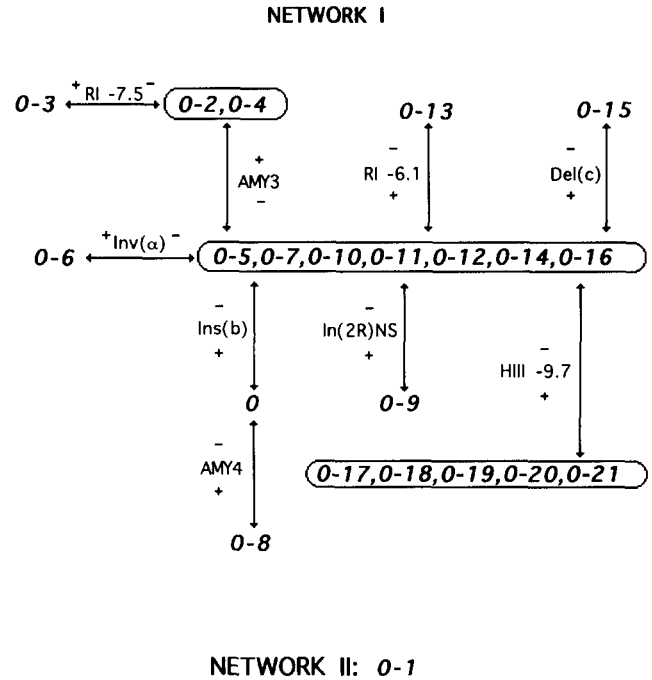 NETWORK I
0-3 + RI -7.5 - 0-2,0-4 0-13 0-15
+ AMY3 -
- RI -6.1 +
- Del(c) +
0-6 + Inv(α) - 0-5,0-7,0-10,0-11,0-12,0-14,0-16
- Ins(b) +
- In(2R)NS +
- HIII -9.7 +
0 0-9
- AMY4 +
0-17,0-18,0-19,0-20,0-21
0-8
NETWORK II: 0-1